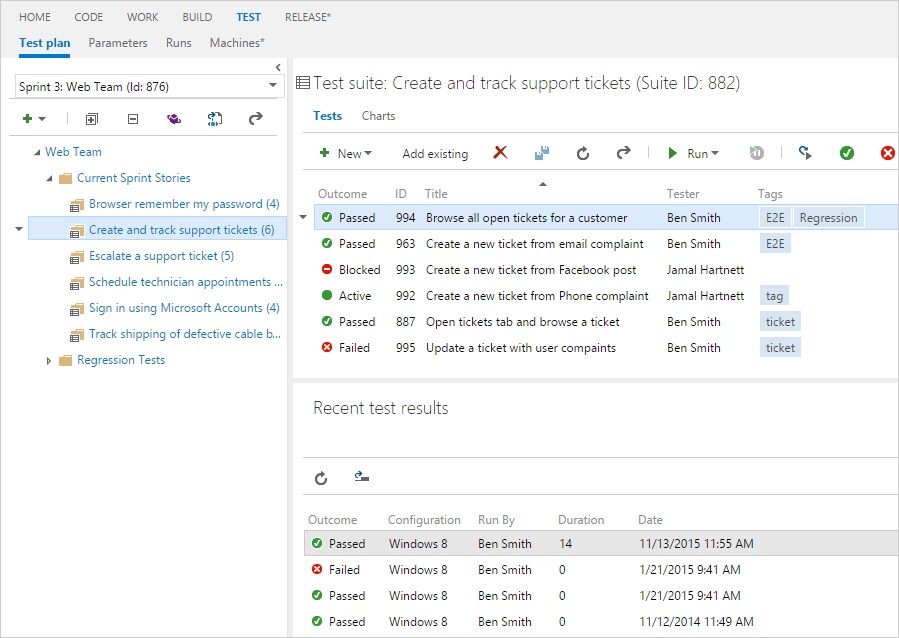 HOME CODE WORK BUILD TEST RELEASE*
Test plan Parameters Runs Machines*
Sprint 3: Web Team (Id: 876)
Web Team
Current Sprint Stories
Browser remember my password (4)
Create and track support tickets (6)
Escalate a support ticket (5)
Schedule technician appointments ...
Sign in using Microsoft Accounts (4)
Track shipping of defective cable b...
Regression Tests
Test suite: Create and track support tickets (Suite ID: 882)
Tests Charts
New Add existing Run
Outcome ID Title Tester Tags
Passed 994 Browse all open tickets for a customer Ben Smith E2E Regression
Passed 963 Create a new ticket from email complaint Ben Smith E2E
Blocked 993 Create a new ticket from Facebook post Jamal Hartnett
Active 992 Create a new ticket from Phone complaint Jamal Hartnett tag
Passed 887 Open tickets tab and browse a ticket Ben Smith ticket
Failed 995 Update a ticket with user compaints Ben Smith ticket
Recent test results
Outcome Configuration Run By Duration Date
Passed Windows 8 Ben Smith 14 11/13/2015 11:55 AM
Failed Windows 8 Ben Smith 0 1/21/2015 9:41 AM
Passed Windows 8 Ben Smith 0 1/21/2015 9:41 AM
Passed Windows 8 Ben Smith 0 11/12/2014 11:49 AM